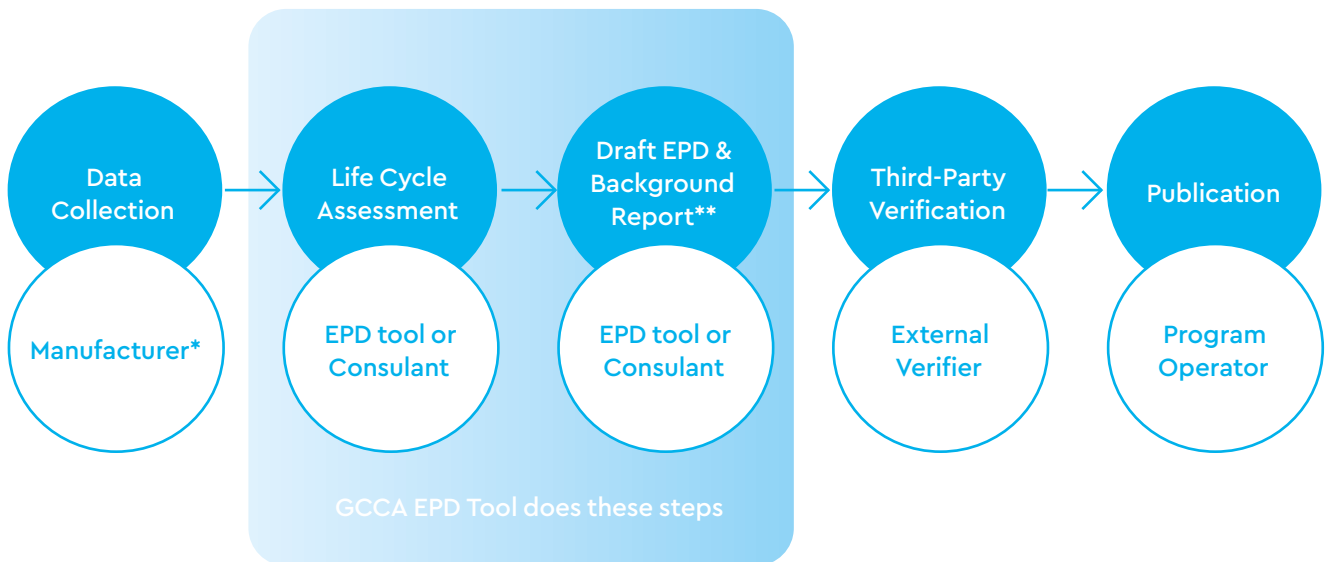 Data
Collection
Life Cycle
Assessment
Draft EPD &
Background
Report**
Third-Party
Verification
Publication
Manufacturer*
EPD tool or
Consulant
EPD tool or
Consulant
External
Verifier
Program
Operator
GCCA EPD Tool does these steps